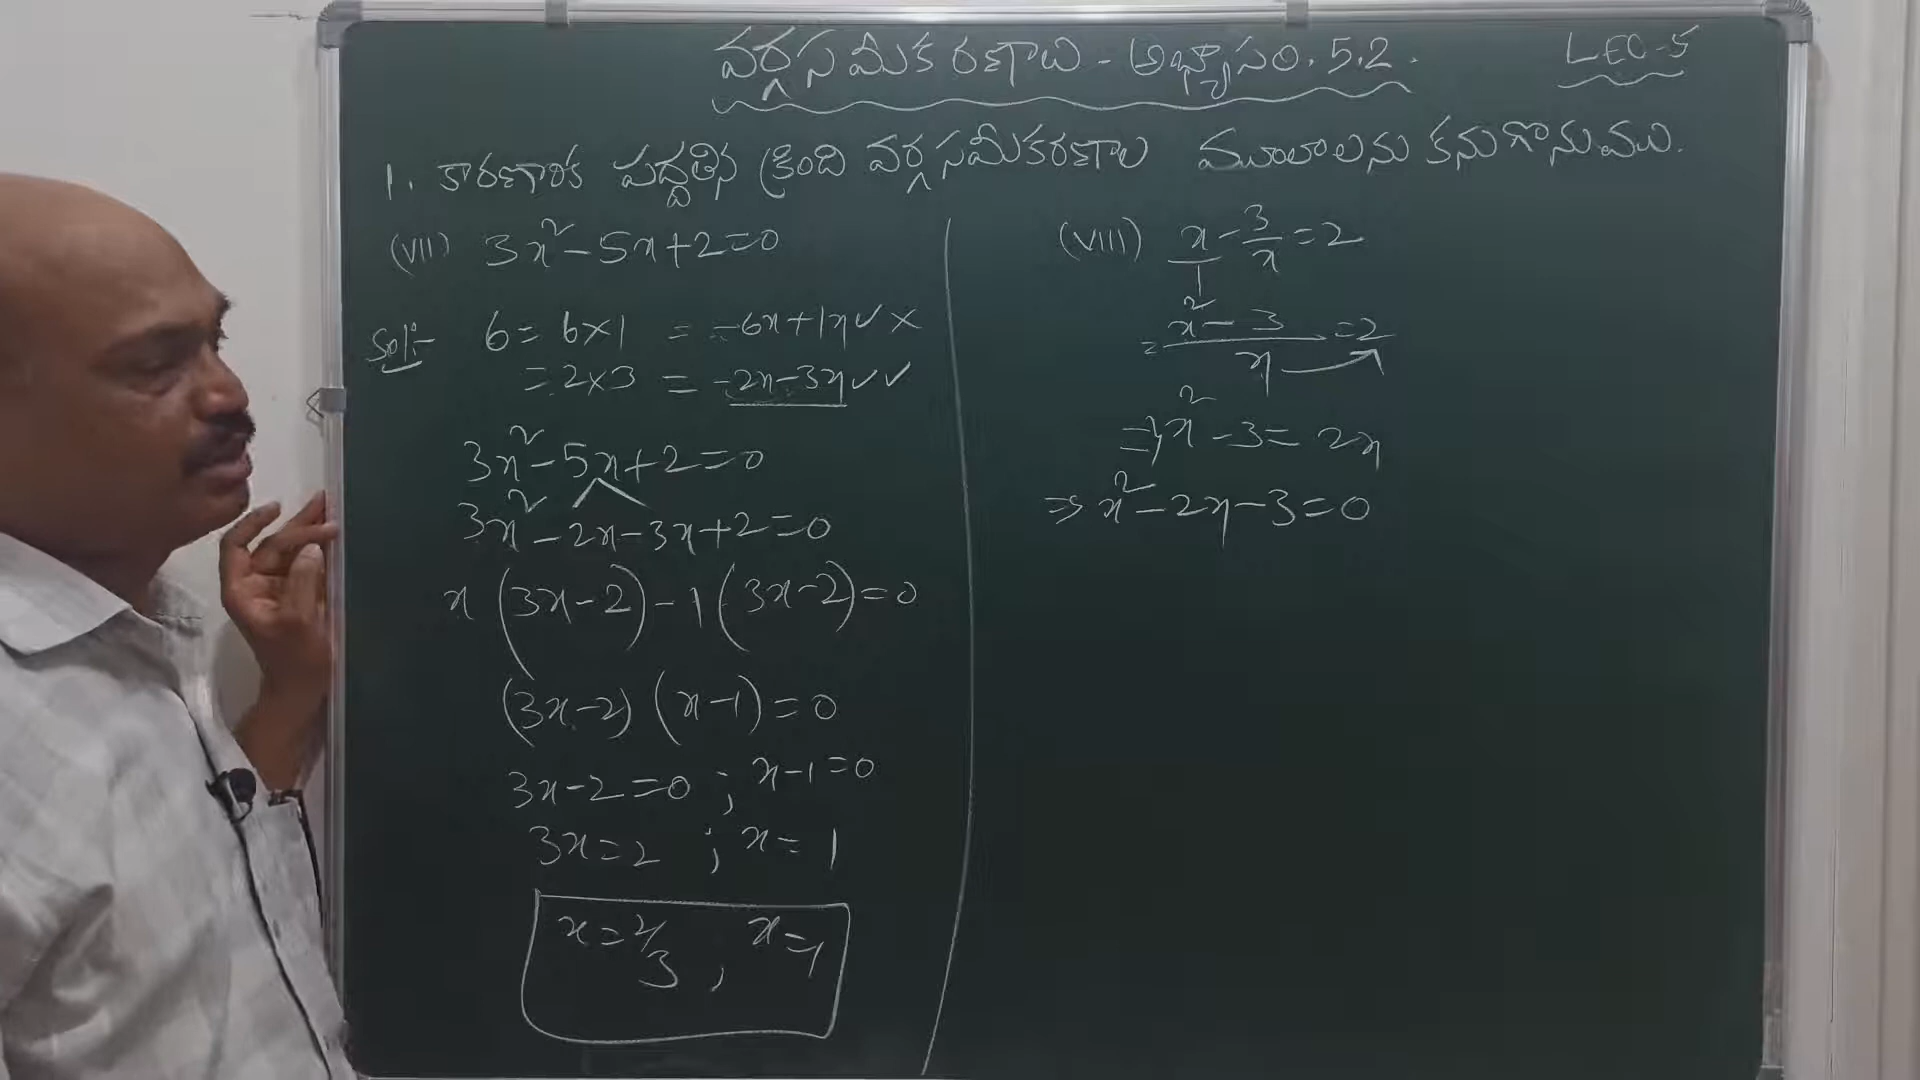 వర్గసమీకరణాలు - అభ్యాసం. 5.2.
LEC-5
1. కారణాంక పద్దతిన క్రింది వర్గసమీకరణాల మూలాలను కనుగొనుము.
(VII) 3x²-5x+2=0
Sol:- 6 = 6×1 = -6x+1x✓×
= 2×3 = -2x-3x✓✓
3x²-5x+2=0
3x²-2x-3x+2=0
x(3x-2)-1(3x-2)=0
(3x-2)(x-1)=0
3x-2=0 ; x-1=0
3x=2 ; x=1
x=2/3 , x=1
(VIII) x/1 - 3/x = 2
= (x²-3)/x = 2
⇒ x²-3=2x
⇒ x²-2x-3=0